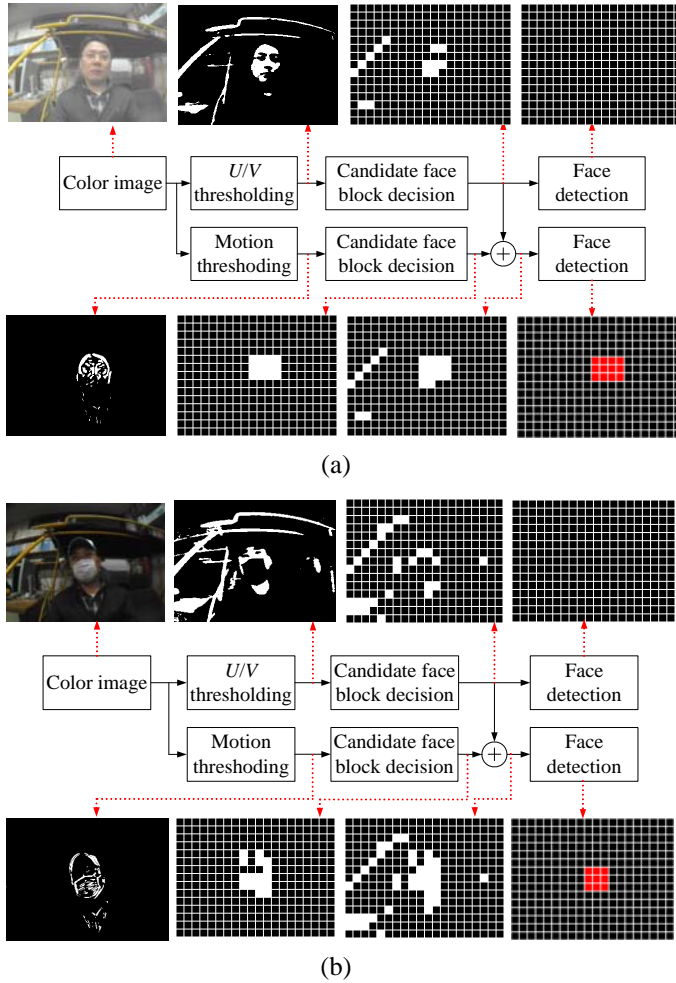 Color image
U/V
thresholding
Candidate face
block decision
Face
detection
Motion
threshoding
Candidate face
block decision
+
Face
detection
(a)
Color image
U/V
thresholding
Candidate face
block decision
Face
detection
Motion
threshoding
Candidate face
block decision
+
Face
detection
(b)